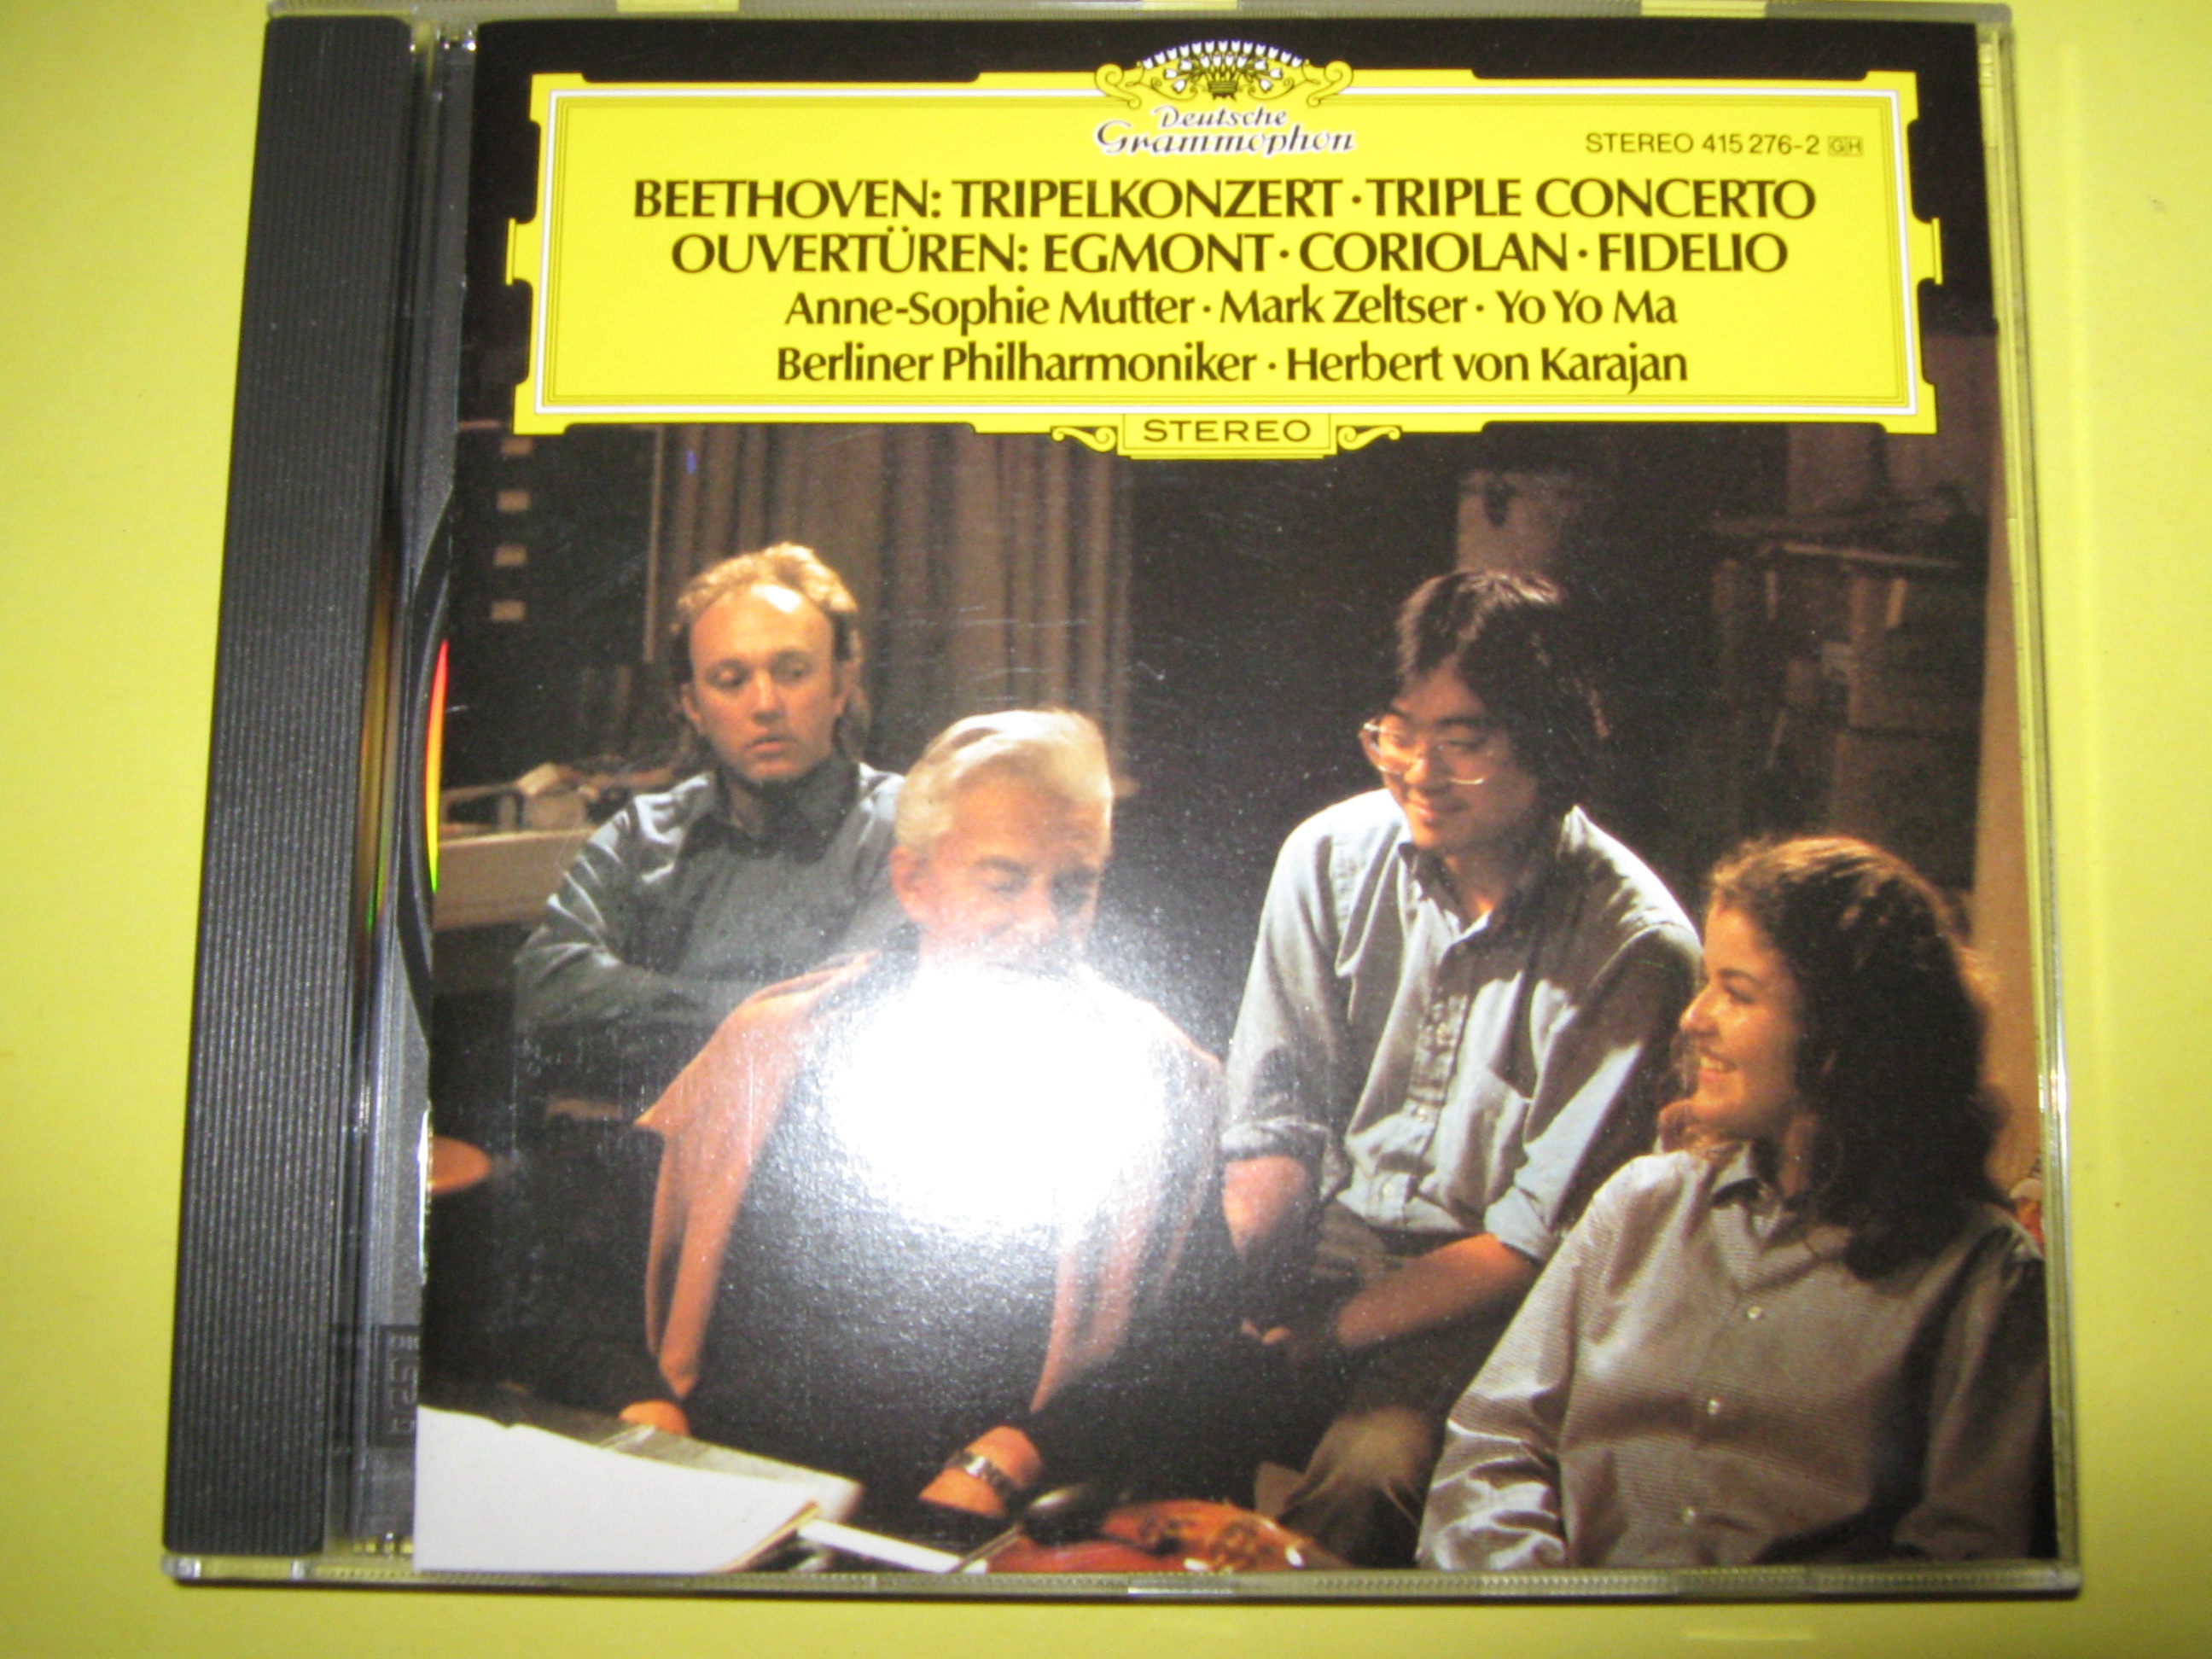 Deutsche
Grammophon
STEREO 415 276-2 GH
BEETHOVEN: TRIPELKONZERT · TRIPLE CONCERTO
OUVERTÜREN: EGMONT · CORIOLAN · FIDELIO
Anne-Sophie Mutter · Mark Zeltser · Yo Yo Ma
Berliner Philharmoniker · Herbert von Karajan
STEREO